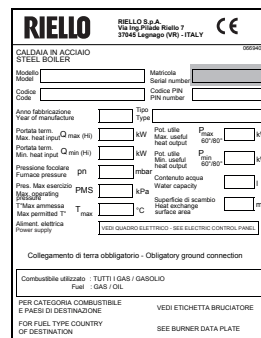 RIELLO
RIELLO S.p.A.
Via Ing.Pilade Riello 7
37045 Legnago (VR) - ITALY
CE
CALDAIA IN ACCIAIO
STEEL BOILER
066940
Modello
Model
Matricola
Serial number
Codice
Code
Codice PIN
PIN number
Anno fabbricazione
Year of manufacture
Tipo
Type
Portata term.
Max. heat input
Q max (Hi)
kW
Pot. utile
Max. useful
heat output
P max
60°/80°
Portata term.
Min. heat input
Q min (Hi)
kW
Pot. utile
Min. useful
heat output
P min
60°/80°
Pressione focolare
Furnace pressure
pn
mbar
Contenuto acqua
Water capacity
l
Pres. Max esercizio
Max. operating
pressure
PMS
kPa
Superficie di scambio
Heat exchange
surface area
T°Max ammessa
Max permitted T°
T max
°C
Aliment. elettrica
Power supply
VEDI QUADRO ELETTRICO - SEE ELECTRIC CONTROL PANEL
Collegamento di terra obbligatorio - Obligatory ground connection
Combustibile utilizzato : TUTTI I GAS / GASOLIO
Fuel : GAS / OIL
PER CATEGORIA COMBUSTIBILE
E PAESI DI DESTINAZIONE
VEDI ETICHETTA BRUCIATORE
FOR FUEL TYPE COUNTRY
OF DESTINATION
SEE BURNER DATA PLATE